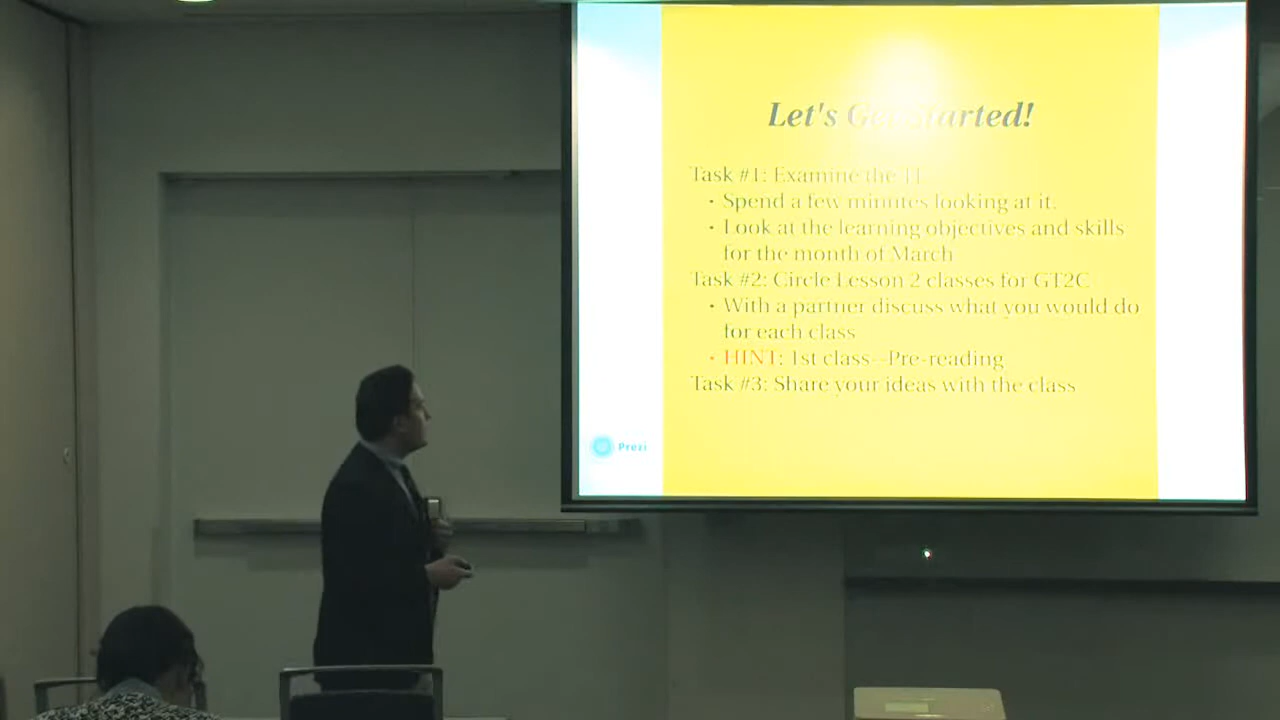 Let's Get Started!
Task #1: Examine the
• Spend a few minutes looking at it.
• Look at the learning objectives and skills
for the month of March
Task #2: Circle Lesson 2 classes for GT2C
• With a partner discuss what you would do
for each class
• HINT: 1st class--Pre-reading
Task #3: Share your ideas with the class
Prezi